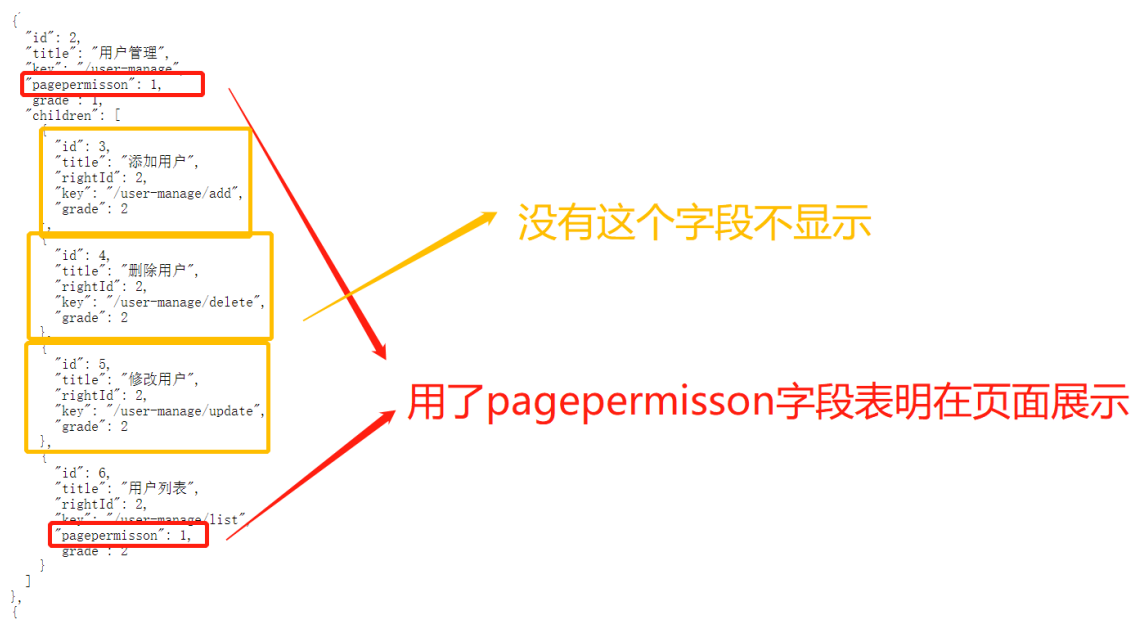 {
"id": 2,
"title": "用户管理",
"key": "/user-manage",
"pagepermisson": 1,
"grade": 1,
"children": [
{
"id": 3,
"title": "添加用户",
"rightId": 2,
"key": "/user-manage/add",
"grade": 2
},
{
"id": 4,
"title": "删除用户",
"rightId": 2,
"key": "/user-manage/delete",
"grade": 2
},
{
"id": 5,
"title": "修改用户",
"rightId": 2,
"key": "/user-manage/update",
"grade": 2
},
{
"id": 6,
"title": "用户列表",
"rightId": 2,
"key": "/user-manage/list",
"pagepermisson": 1,
"grade": 2
}
]
},
{
没有这个字段不显示
用了pagepermisson字段表明在页面展示